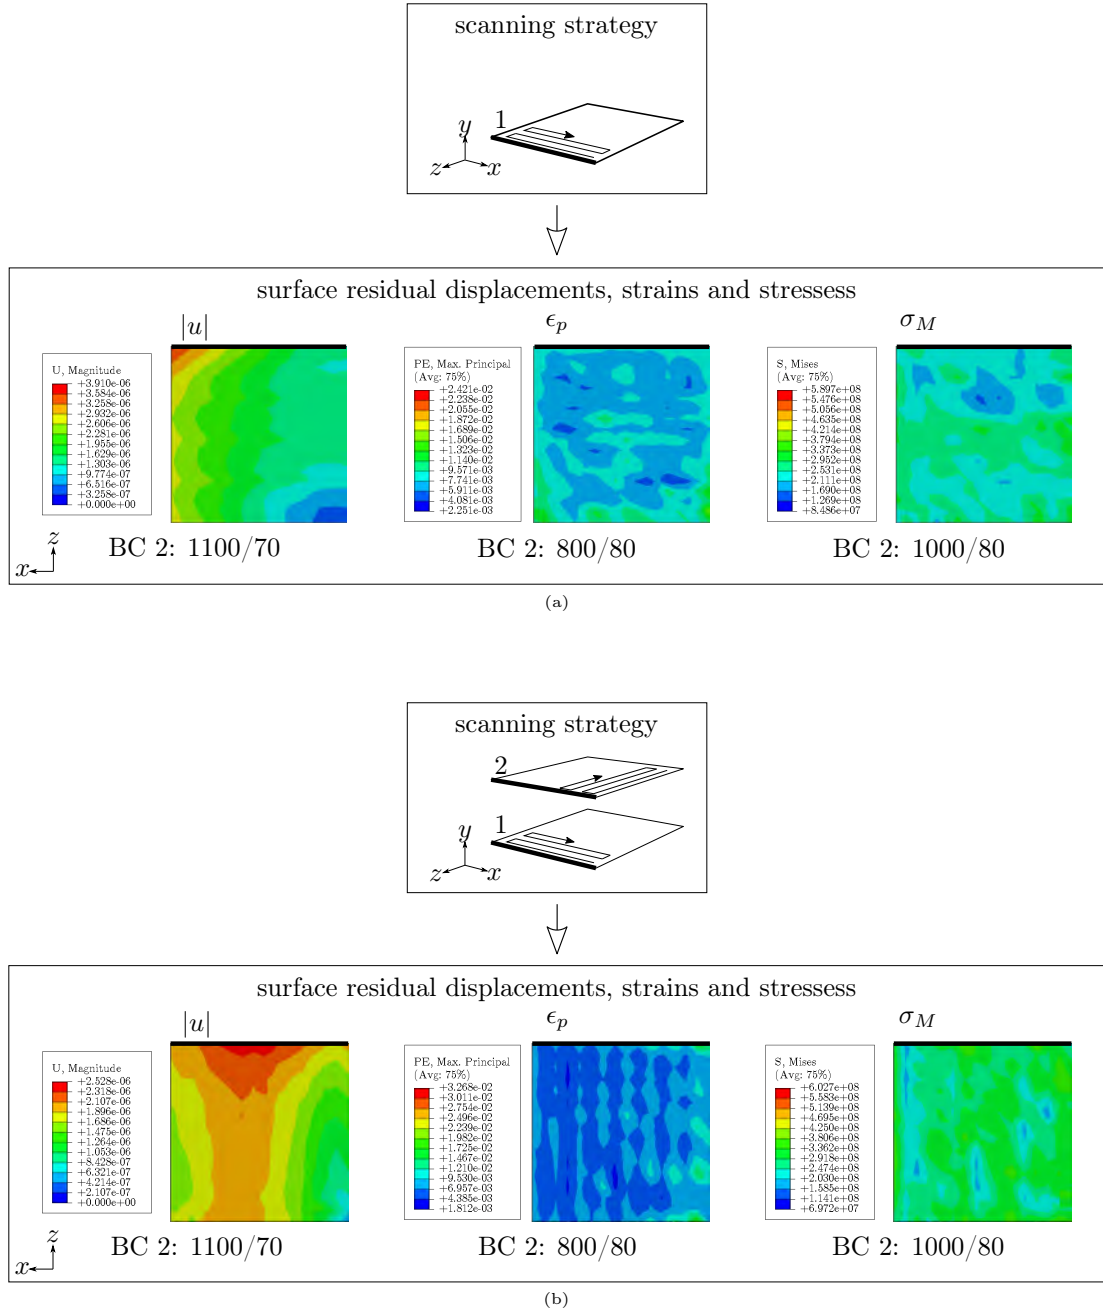 scanning strategy
1
y
z
x
surface residual displacements, strains and stressess
|u|
ϵp
σM
U, Magnitude
+3.910e-06
+3.584e-06
+3.258e-06
+2.932e-06
+2.606e-06
+2.281e-06
+1.955e-06
+1.629e-06
+1.303e-06
+9.774e-07
+6.516e-07
+3.258e-07
+0.000e+00
PE, Max. Principal
(Avg: 75%)
+2.421e-02
+2.238e-02
+2.055e-02
+1.872e-02
+1.689e-02
+1.506e-02
+1.323e-02
+1.140e-02
+9.571e-03
+7.741e-03
+5.911e-03
+4.081e-03
+2.251e-03
S, Mises
(Avg: 75%)
+5.897e+08
+5.476e+08
+5.056e+08
+4.635e+08
+4.214e+08
+3.794e+08
+3.373e+08
+2.952e+08
+2.531e+08
+2.111e+08
+1.690e+08
+1.269e+08
+8.486e+07
z
x
BC 2: 1100/70
BC 2: 800/80
BC 2: 1000/80
(a)
scanning strategy
2
1
y
z
x
surface residual displacements, strains and stressess
|u|
ϵp
σM
U, Magnitude
+2.528e-06
+2.318e-06
+2.107e-06
+1.896e-06
+1.686e-06
+1.475e-06
+1.264e-06
+1.053e-06
+8.428e-07
+6.321e-07
+4.214e-07
+2.107e-07
+0.000e+00
PE, Max. Principal
(Avg: 75%)
+3.268e-02
+3.011e-02
+2.754e-02
+2.496e-02
+2.239e-02
+1.982e-02
+1.725e-02
+1.467e-02
+1.210e-02
+9.530e-03
+6.957e-03
+4.385e-03
+1.812e-03
S, Mises
(Avg: 75%)
+6.027e+08
+5.583e+08
+5.139e+08
+4.695e+08
+4.250e+08
+3.806e+08
+3.362e+08
+2.918e+08
+2.474e+08
+2.030e+08
+1.585e+08
+1.141e+08
+6.972e+07
z
x
BC 2: 1100/70
BC 2: 800/80
BC 2: 1000/80
(b)